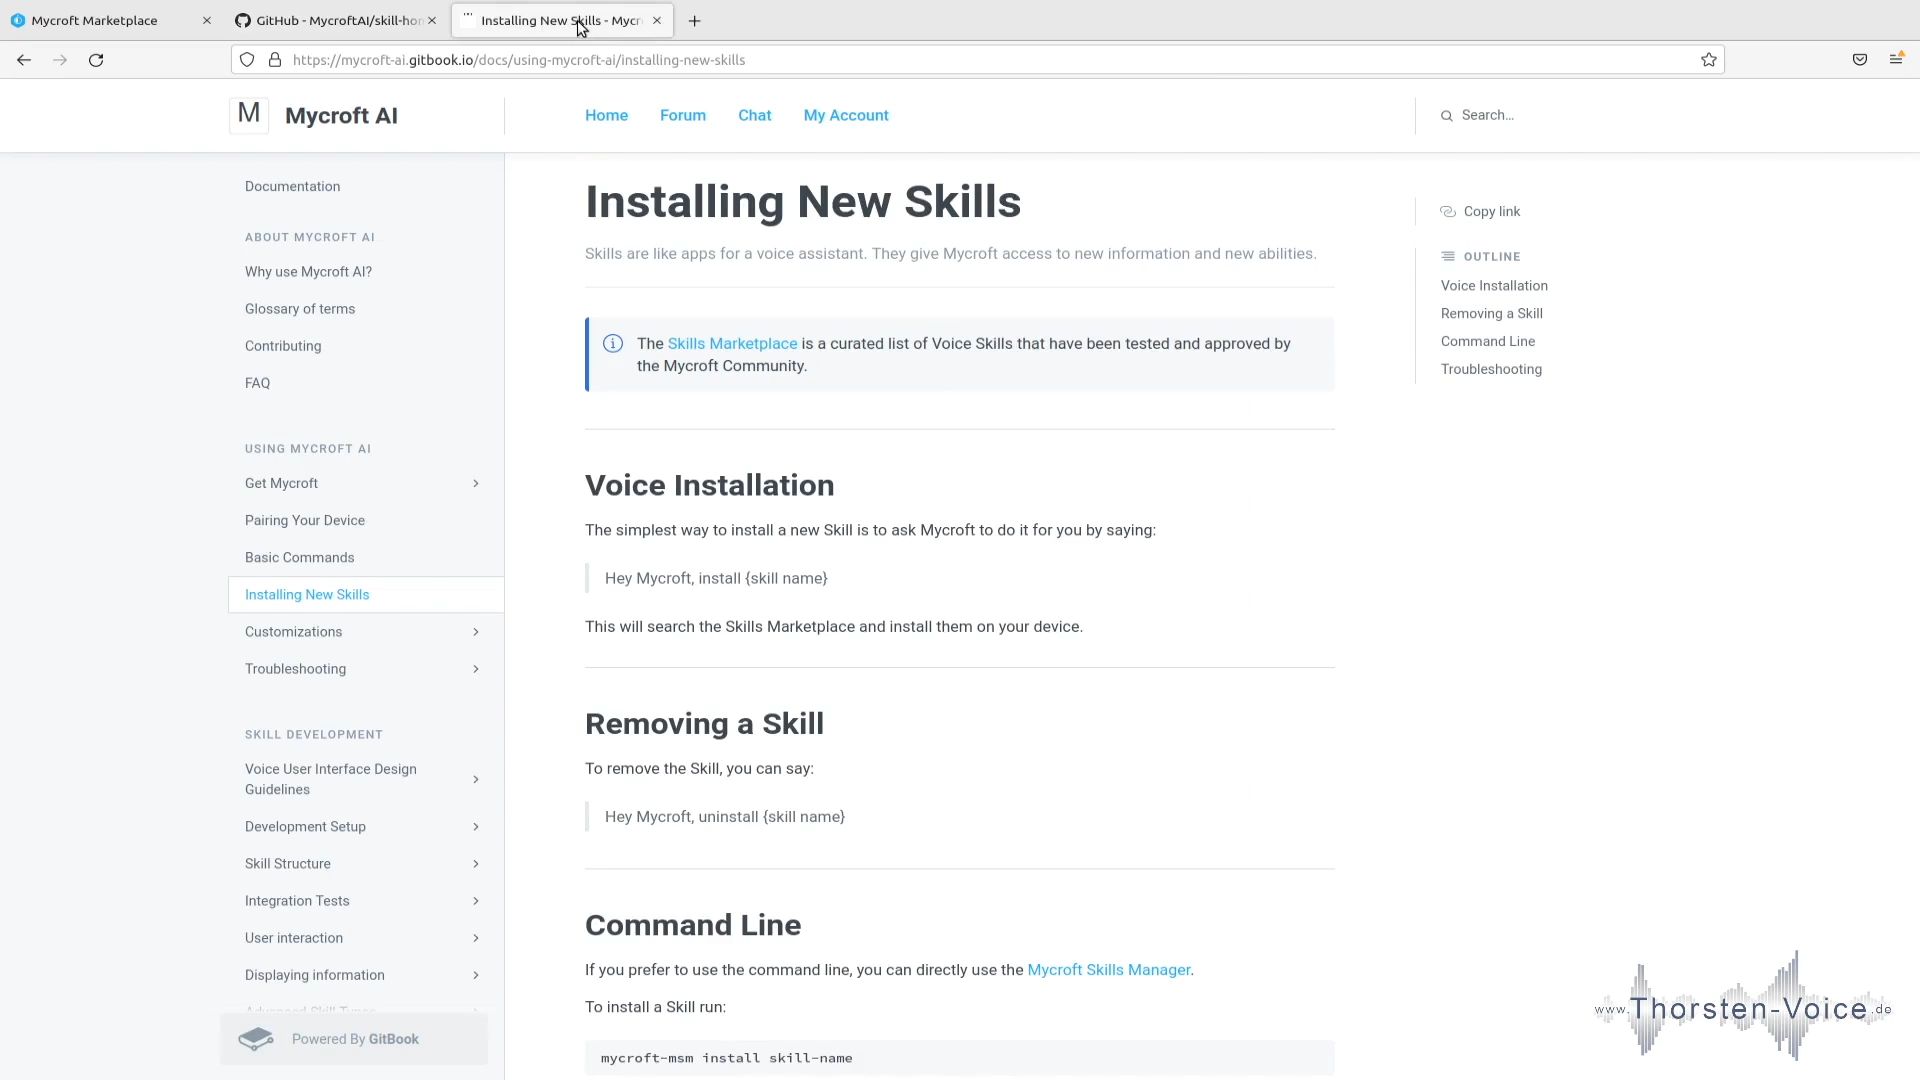 Mycroft Marketplace
GitHub - MycroftAI/skill-hom
Installing New Skills - Mycr
https://mycroft-ai.gitbook.io/docs/using-mycroft-ai/installing-new-skills
M
Mycroft AI
Home
Forum
Chat
My Account
Search…
Documentation
ABOUT MYCROFT AI
Why use Mycroft AI?
Glossary of terms
Contributing
FAQ
USING MYCROFT AI
Get Mycroft
Pairing Your Device
Basic Commands
Installing New Skills
Customizations
Troubleshooting
SKILL DEVELOPMENT
Voice User Interface Design
Guidelines
Development Setup
Skill Structure
Integration Tests
User interaction
Displaying information
Advanced Skill Types
Powered By GitBook
Installing New Skills
Skills are like apps for a voice assistant. They give Mycroft access to new information and new abilities.
The Skills Marketplace is a curated list of Voice Skills that have been tested and approved by
the Mycroft Community.
Voice Installation
The simplest way to install a new Skill is to ask Mycroft to do it for you by saying:
Hey Mycroft, install {skill name}
This will search the Skills Marketplace and install them on your device.
Removing a Skill
To remove the Skill, you can say:
Hey Mycroft, uninstall {skill name}
Command Line
If you prefer to use the command line, you can directly use the Mycroft Skills Manager.
To install a Skill run:
mycroft-msm install skill-name
Copy link
OUTLINE
Voice Installation
Removing a Skill
Command Line
Troubleshooting
www.Thorsten-Voice.de